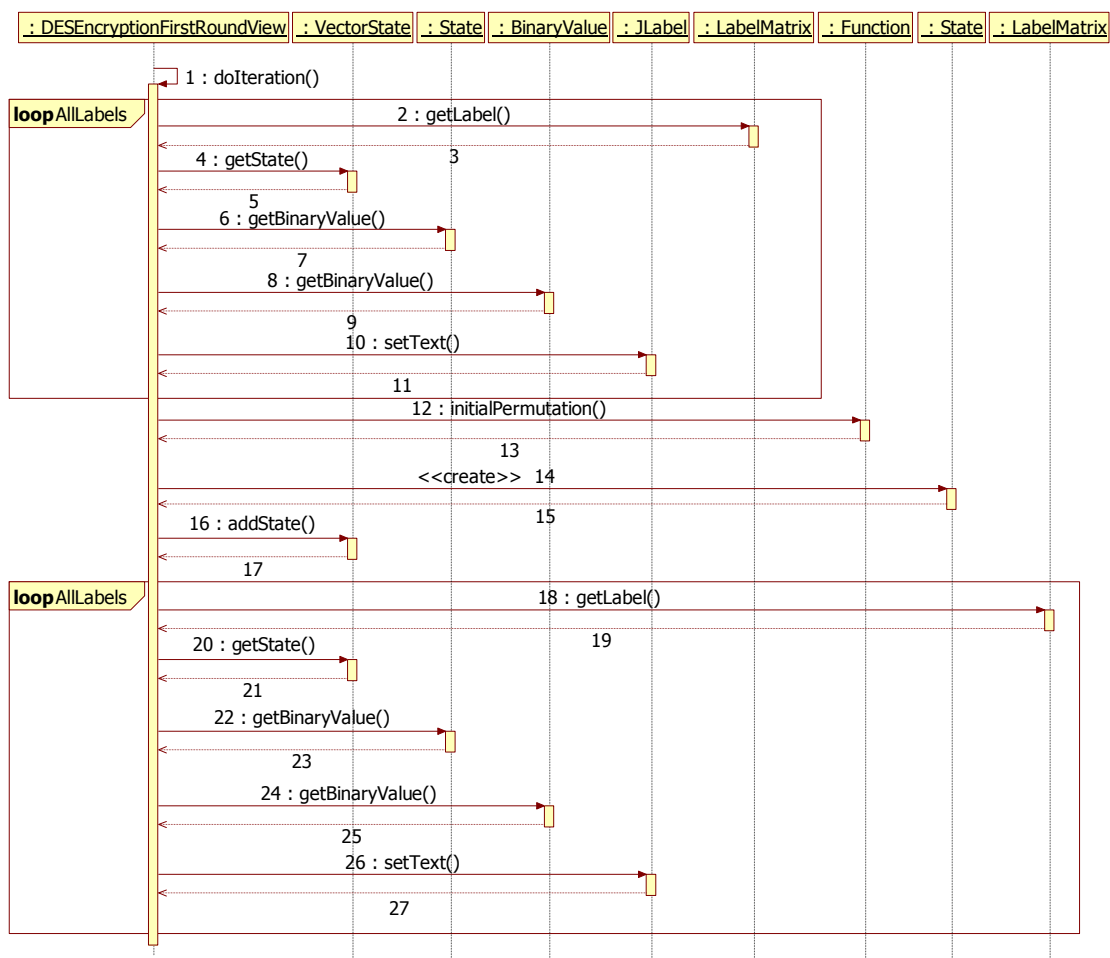 : DESEncryptionFirstRoundView : VectorState : State : BinaryValue : JLabel : LabelMatrix : Function : State : LabelMatrix
1 : doIteration()
loop AllLabels
2 : getLabel()
3
4 : getState()
5
6 : getBinaryValue()
7
8 : getBinaryValue()
9
10 : setText()
11
12 : initialPermutation()
13
<<create>> 14
15
16 : addState()
17
loop AllLabels
18 : getLabel()
19
20 : getState()
21
22 : getBinaryValue()
23
24 : getBinaryValue()
25
26 : setText()
27